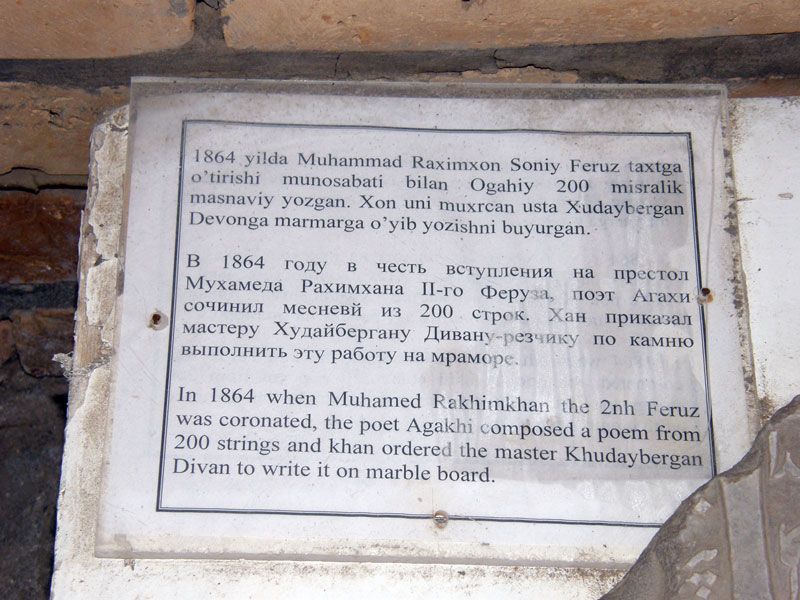 1864 yilda Muhammad Raximxon Soniy Feruz taxtga
o’tirishi munosabati bilan Ogahiy 200 misralik
masnaviy yozgan. Xon uni muxrcan usta Xudaybergan
Devonga marmarga o’yib yozishni buyurgan.
В 1864 году в честь вступления на престол
Мухамеда Рахимхана II-го Феруза, поэт Агахи
сочинил месневй из 200 строк. Хан приказал
мастеру Худайбергану Дивану-резчику по камню
выполнить эту работу на мраморе.
In 1864 when Muhamed Rakhimkhan the 2nh Feruz
was coronated, the poet Agakhi composed a poem from
200 strings and khan ordered the master Khudaybergan
Divan to write it on marble board.